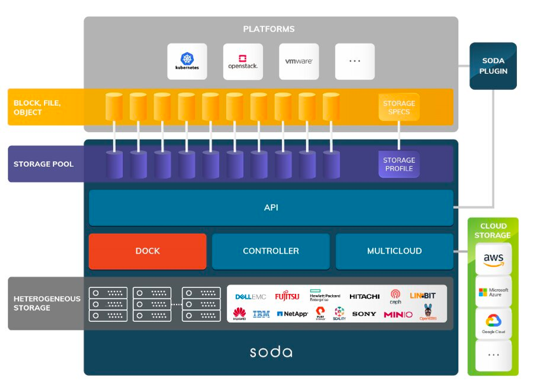 PLATFORMS
kubernetes
openstack.
vmware
...
SODA
PLUGIN
BLOCK, FILE,
OBJECT
STORAGE
SPECS
STORAGE POOL
STORAGE
PROFILE
API
DOCK
CONTROLLER
MULTICLOUD
CLOUD
STORAGE
aws
Microsoft
Azure
Google Cloud
...
HETEROGENEOUS
STORAGE
DELLEMC
FUJITSU
Hewlett Packard
Enterprise
HITACHI
ceph
LINBIT
HUAWEI
IBM
NetApp
SCALITY
SONY
MINIO
soda